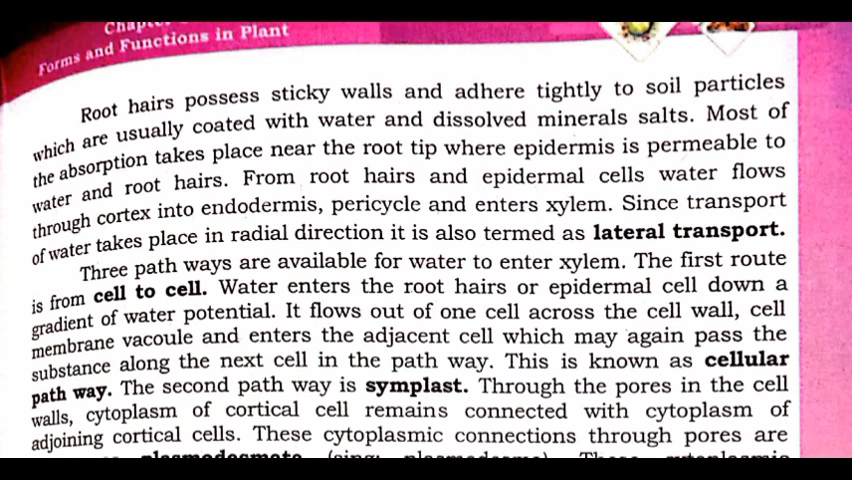 Forms and Functions in Plant
Root hairs possess sticky walls and adhere tightly to soil particles
which are usually coated with water and dissolved minerals salts. Most of
the absorption takes place near the root tip where epidermis is permeable to
water and root hairs. From root hairs and epidermal cells water flows
through cortex into endodermis, pericycle and enters xylem. Since transport
of water takes place in radial direction it is also termed as lateral transport.
Three path ways are available for water to enter xylem. The first route
is from cell to cell. Water enters the root hairs or epidermal cell down a
gradient of water potential. It flows out of one cell across the cell wall, cell
membrane vacoule and enters the adjacent cell which may again pass the
substance along the next cell in the path way. This is known as cellular
path way. The second path way is symplast. Through the pores in the cell
walls, cytoplasm of cortical cell remains connected with cytoplasm of
adjoining cortical cells. These cytoplasmic connections through pores are